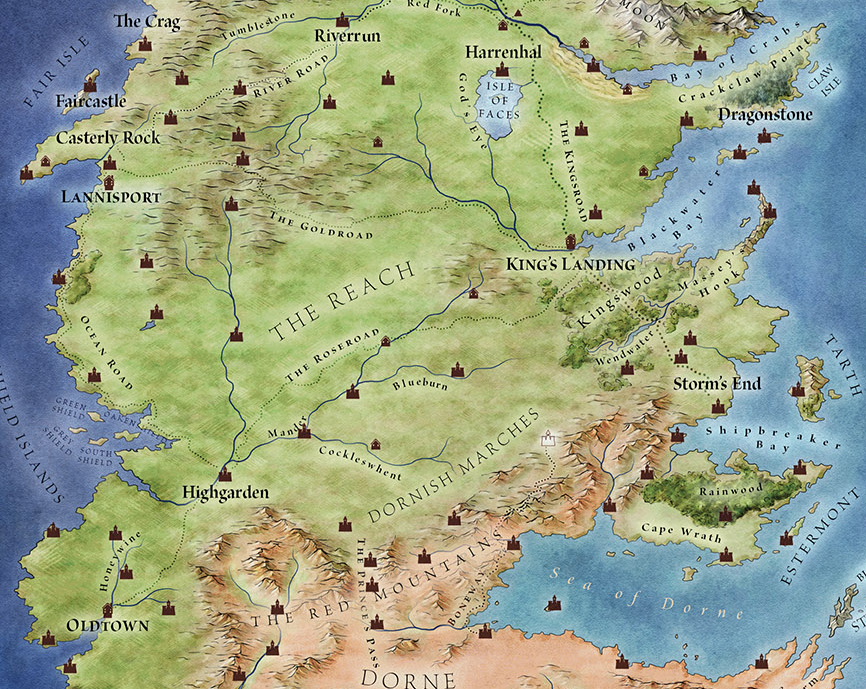 The Crag
Tumblestone
Red Fork
MOON
Riverrun
Harrenhal
Bay of Crabs
Crackclaw Point
CLAW
ISLE
FAIR ISLE
Faircastle
RIVER ROAD
God's Eye
ISLE
OF
FACES
Dragonstone
Casterly Rock
THE KINGSROAD
LANNISPORT
THE GOLDROAD
Blackwater
Bay
KING'S LANDING
THE REACH
Kingswood
Massey
Hook
OCEAN ROAD
THE ROSEROAD
Wendwater
TARTH
Blueburn
Storm's End
SHIELD ISLANDS
GREEN
SHIELD
OAKEN
GREY
SHIELD
SOUTH
SHIELD
Mander
Cockleswhent
DORNISH MARCHES
Shipbreaker
Bay
Highgarden
Rainwood
Cape Wrath
ESTERMONT
Honeywine
THE RED MOUNTAINS
THE PRINCE'S PASS
BONEWAY
Sea of Dorne
OLDTOWN
DORNE